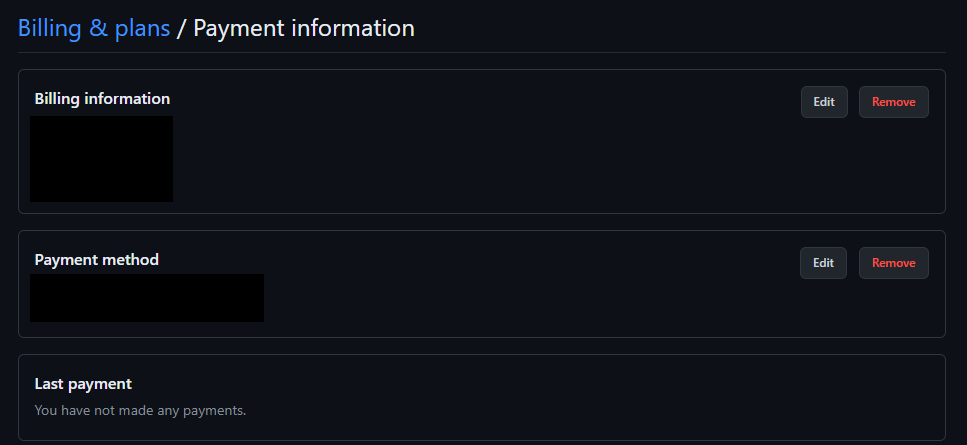 Billing & plans / Payment information
Billing information
Edit
Remove
Payment method
Edit
Remove
Last payment
You have not made any payments.